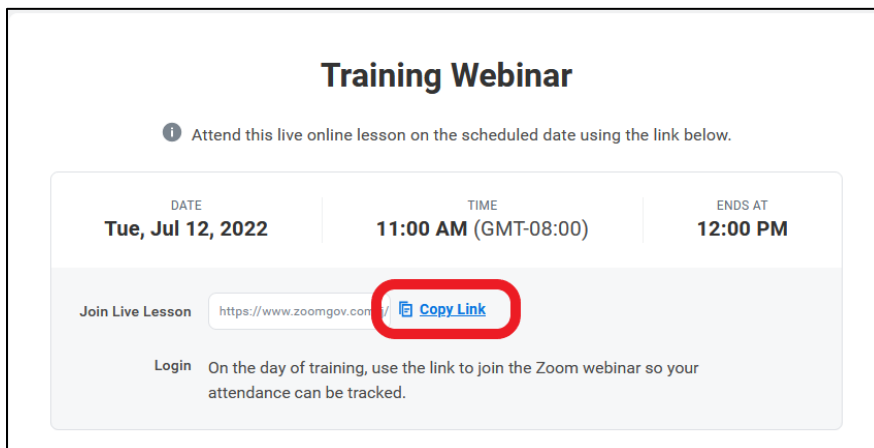 Training Webinar
Attend this live online lesson on the scheduled date using the link below.
DATE
Tue, Jul 12, 2022
TIME
11:00 AM (GMT-08:00)
ENDS AT
12:00 PM
Join Live Lesson https://www.zoomgov.com/j/ Copy Link
Login On the day of training, use the link to join the Zoom webinar so your
attendance can be tracked.